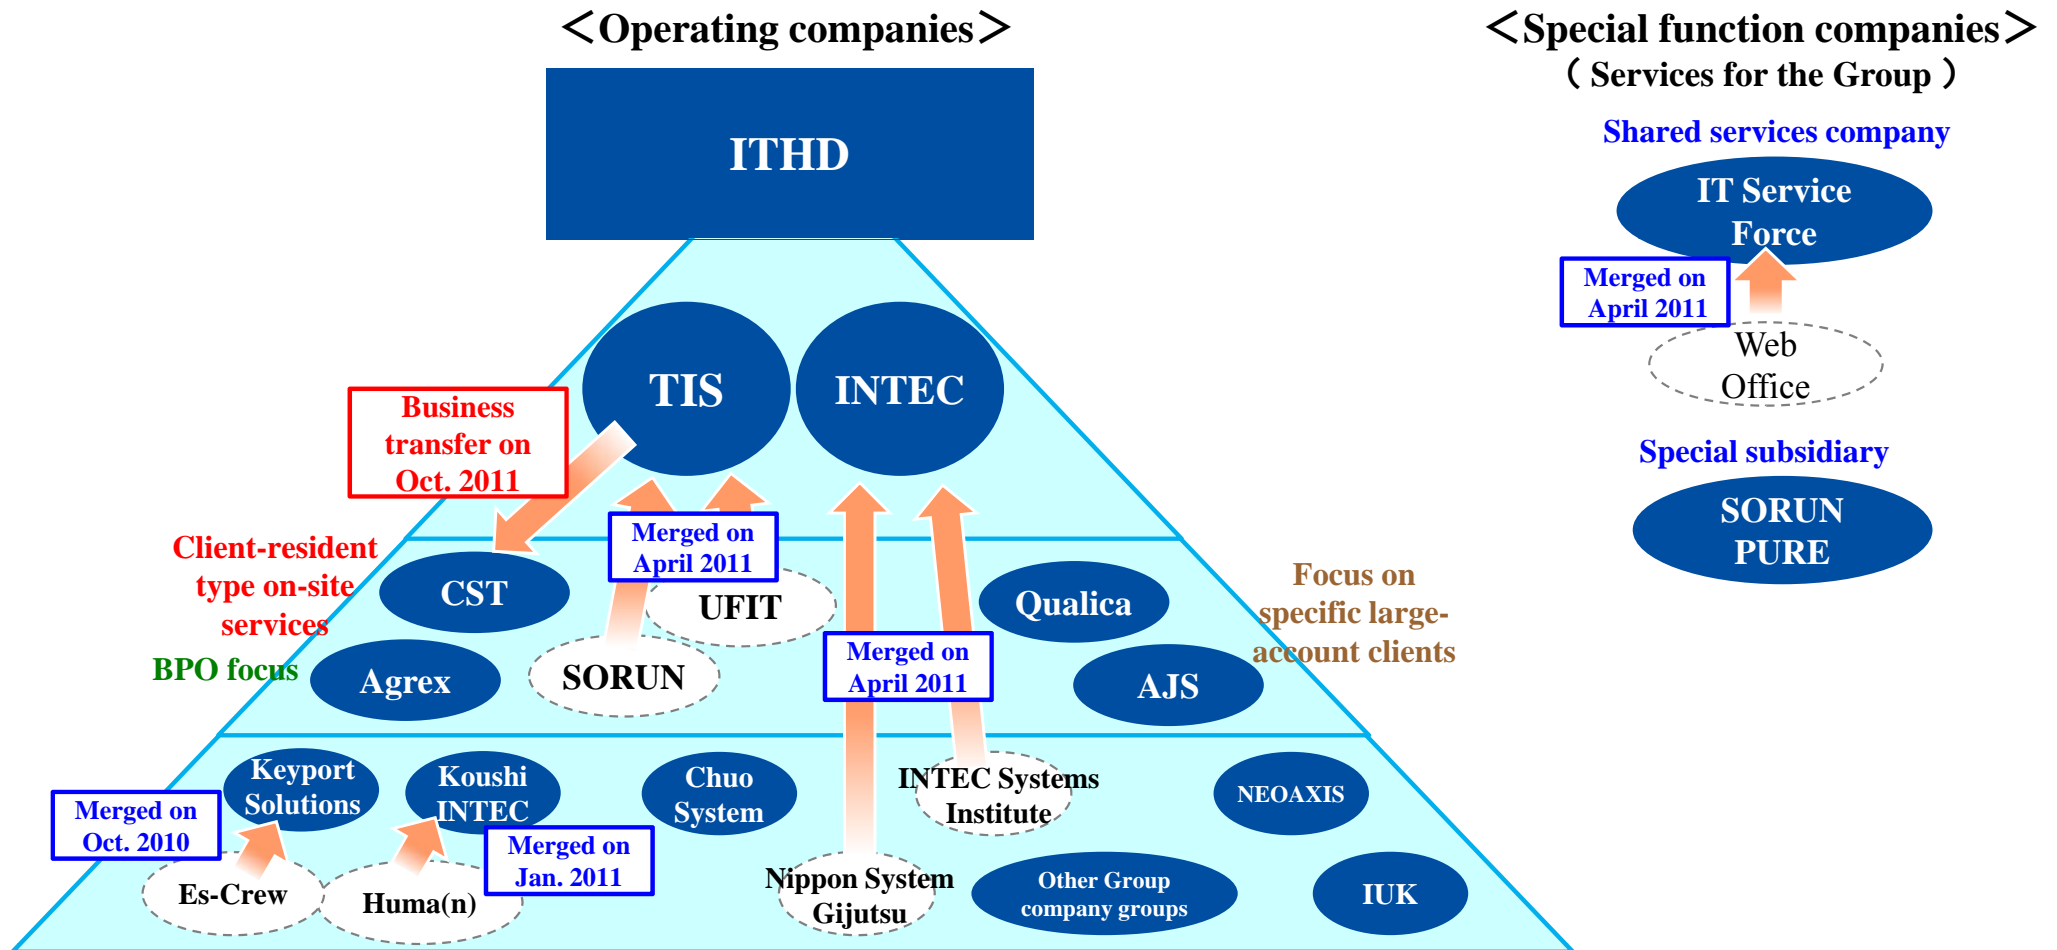 ＜Operating companies＞
ITHD
TIS
INTEC
Business
transfer on
Oct. 2011
Merged on
April 2011
Client-resident
type on-site
services
BPO focus
CST
UFIT
Agrex
SORUN
Merged on
April 2011
Qualica
AJS
Focus on
specific large-
account clients
Keyport
Solutions
Koushi
INTEC
Chuo
System
INTEC Systems
Institute
NEOAXIS
Merged on
Oct. 2010
Merged on
Jan. 2011
Es-Crew
Huma(n)
Nippon System
Gijutsu
Other Group
company groups
IUK
＜Special function companies＞
（ Services for the Group ）
Shared services company
IT Service
Force
Merged on
April 2011
Web
Office
Special subsidiary
SORUN
PURE